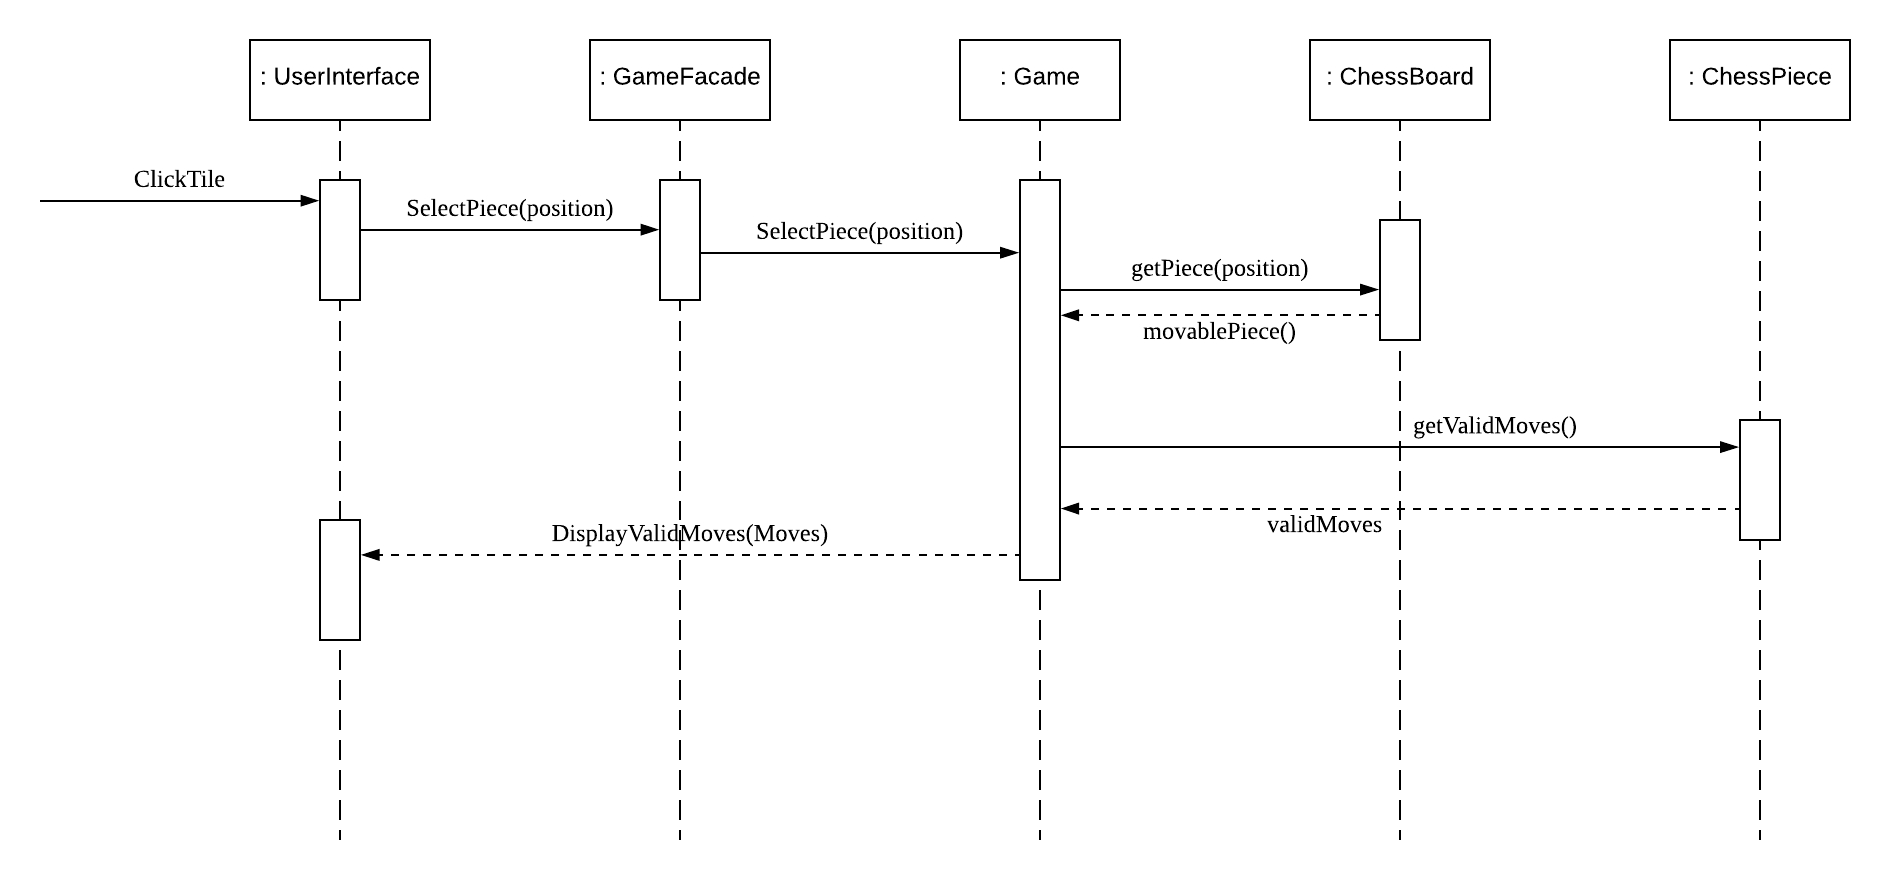 : UserInterface
: GameFacade
: Game
: ChessBoard
: ChessPiece
ClickTile
SelectPiece(position)
SelectPiece(position)
getPiece(position)
movablePiece()
getValidMoves()
validMoves
DisplayValidMoves(Moves)